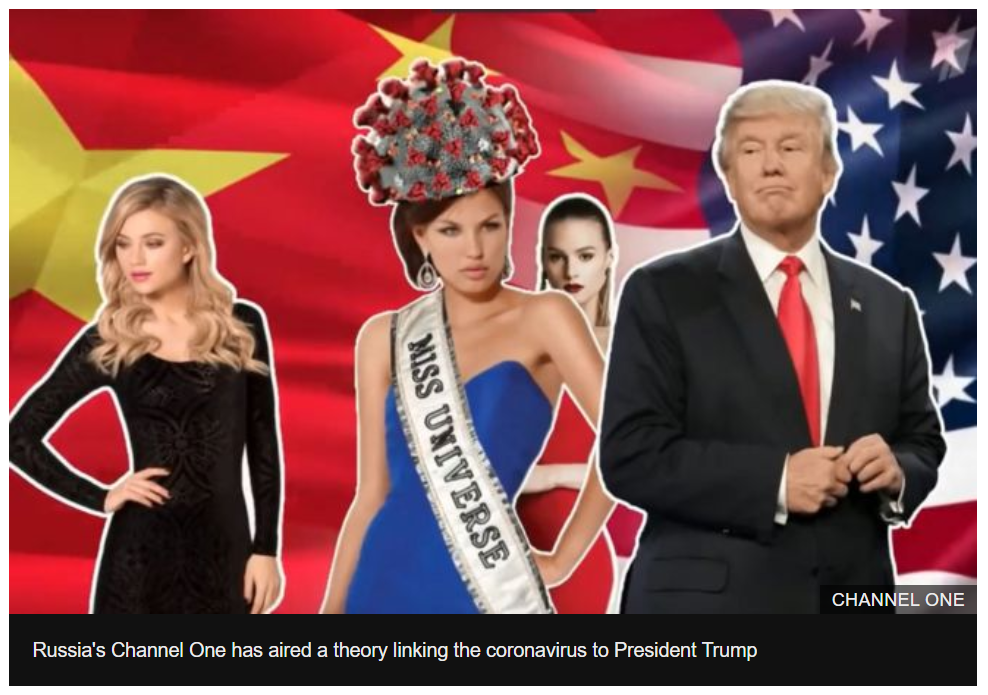 MISS UNIVERSE
CHANNEL ONE
Russia's Channel One has aired a theory linking the coronavirus to President Trump